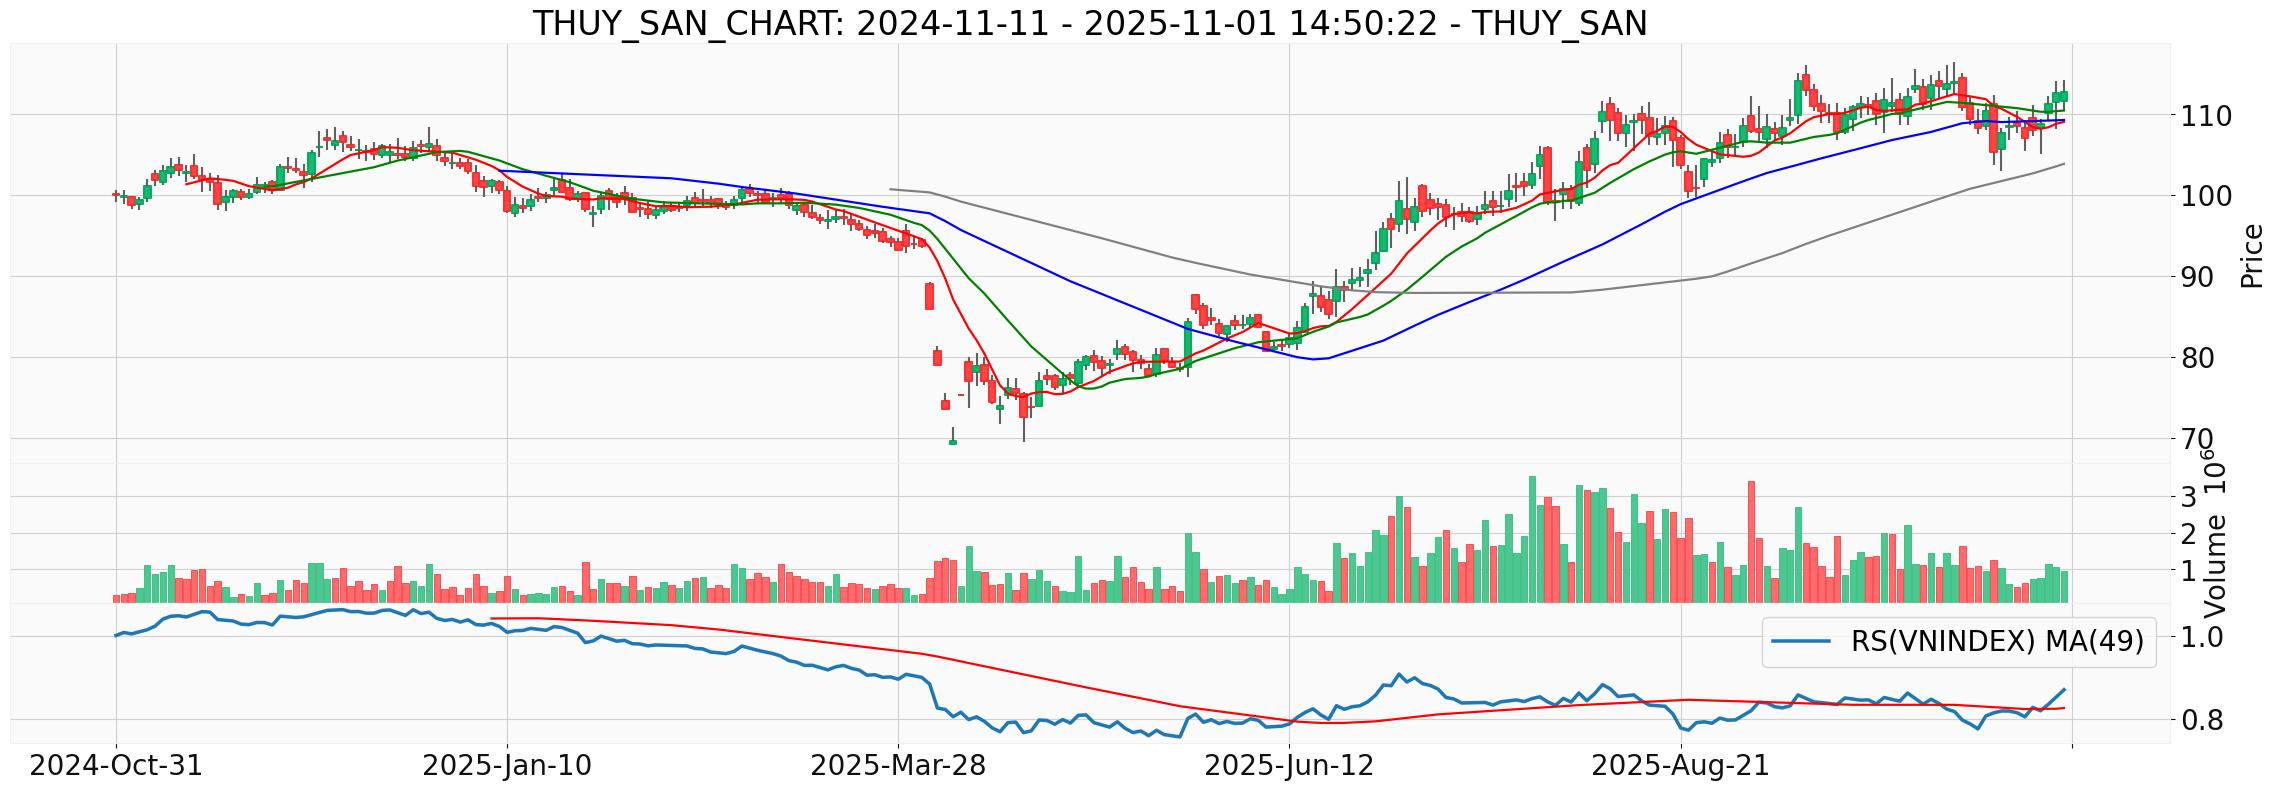 THUY_SAN_CHART: 2024-11-11 - 2025-11-01 14:50:22 - THUY_SAN
110
100
90
80
70
Price
3
2
1
Volume 10⁶
RS(VNINDEX) MA(49)
1.0
0.8
2024-Oct-31
2025-Jan-10
2025-Mar-28
2025-Jun-12
2025-Aug-21